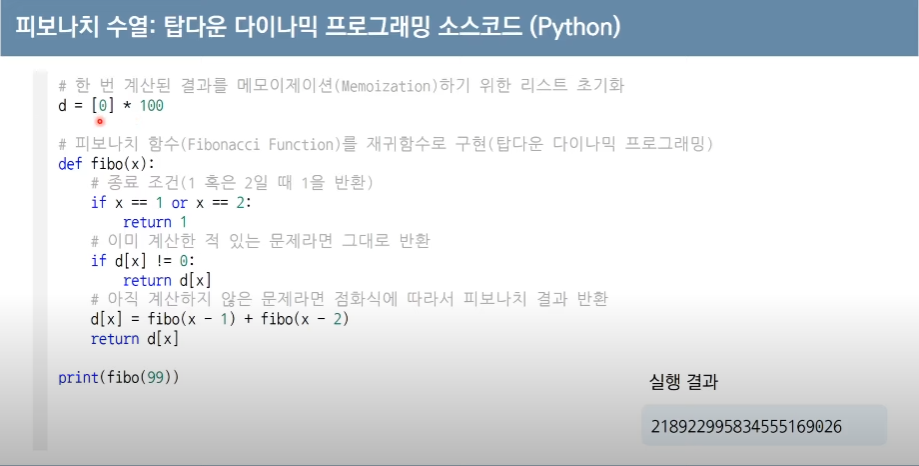 피보나치 수열: 탑다운 다이나믹 프로그래밍 소스코드 (Python)
# 한 번 계산된 결과를 메모이제이션(Memoization)하기 위한 리스트 초기화
d = [0] * 100
# 피보나치 함수(Fibonacci Function)를 재귀함수로 구현(탑다운 다이나믹 프로그래밍)
def fibo(x):
    # 종료 조건(1 혹은 2일 때 1을 반환)
    if x == 1 or x == 2:
        return 1
    # 이미 계산한 적 있는 문제라면 그대로 반환
    if d[x] != 0:
        return d[x]
    # 아직 계산하지 않은 문제라면 점화식에 따라서 피보나치 결과 반환
    d[x] = fibo(x - 1) + fibo(x - 2)
    return d[x]
print(fibo(99))
실행 결과
218922995834555169026